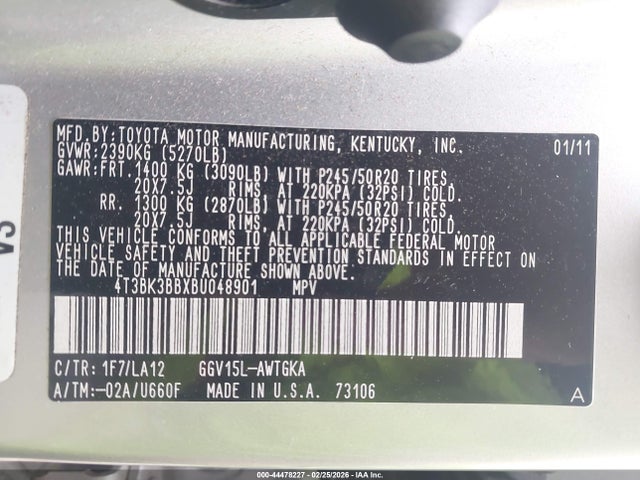 MFD.BY:TOYOTA MOTOR MANUFACTURING, KENTUCKY, INC. 01/11
GVWR:2390KG (5270LB)
GAWR:FRT. 1400 KG (3090LB) WITH P245/50R20 TIRES,
20X7.5J RIMS, AT 220KPA (32PSI) COLD.
RR. 1300 KG (2870LB) WITH P245/50R20 TIRES,
20X7.5J RIMS, AT 220KPA (32PSI) COLD.
THIS VEHICLE CONFORMS TO ALL APPLICABLE FEDERAL MOTOR
VEHICLE SAFETY AND THEFT PREVENTION STANDARDS IN EFFECT
ON THE DATE OF MANUFACTURE SHOWN ABOVE.
4T3BK3BBXBU048901 MPV
C/TR: 1F7/LA12 GGV15L-AWTGKA
A/TM:-02A/U660F MADE IN U.S.A. 73106 A
000-44478227 - 02/25/2026 - IAA Inc.